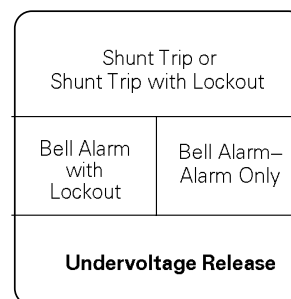 Shunt Trip or
Shunt Trip with Lockout
Bell Alarm
with
Lockout
Bell Alarm–
Alarm Only
Undervoltage Release